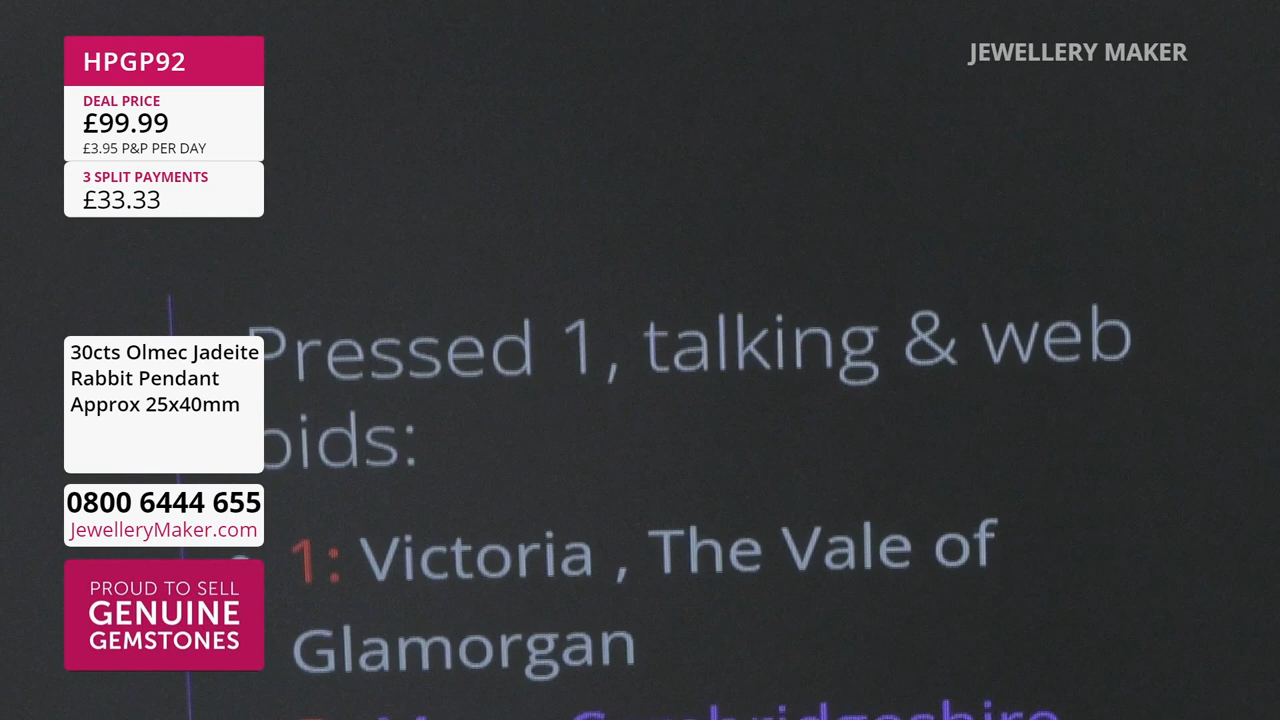 HPGP92
DEAL PRICE
£99.99
£3.95 P&P PER DAY
3 SPLIT PAYMENTS
£33.33
JEWELLERY MAKER
30cts Olmec Jadeite
Rabbit Pendant
Approx 25x40mm
0800 6444 655
JewelleryMaker.com
PROUD TO SELL
GENUINE
GEMSTONES
Pressed 1, talking & web
bids:
1: Victoria , The Vale of
Glamorgan
Cambridgeshire